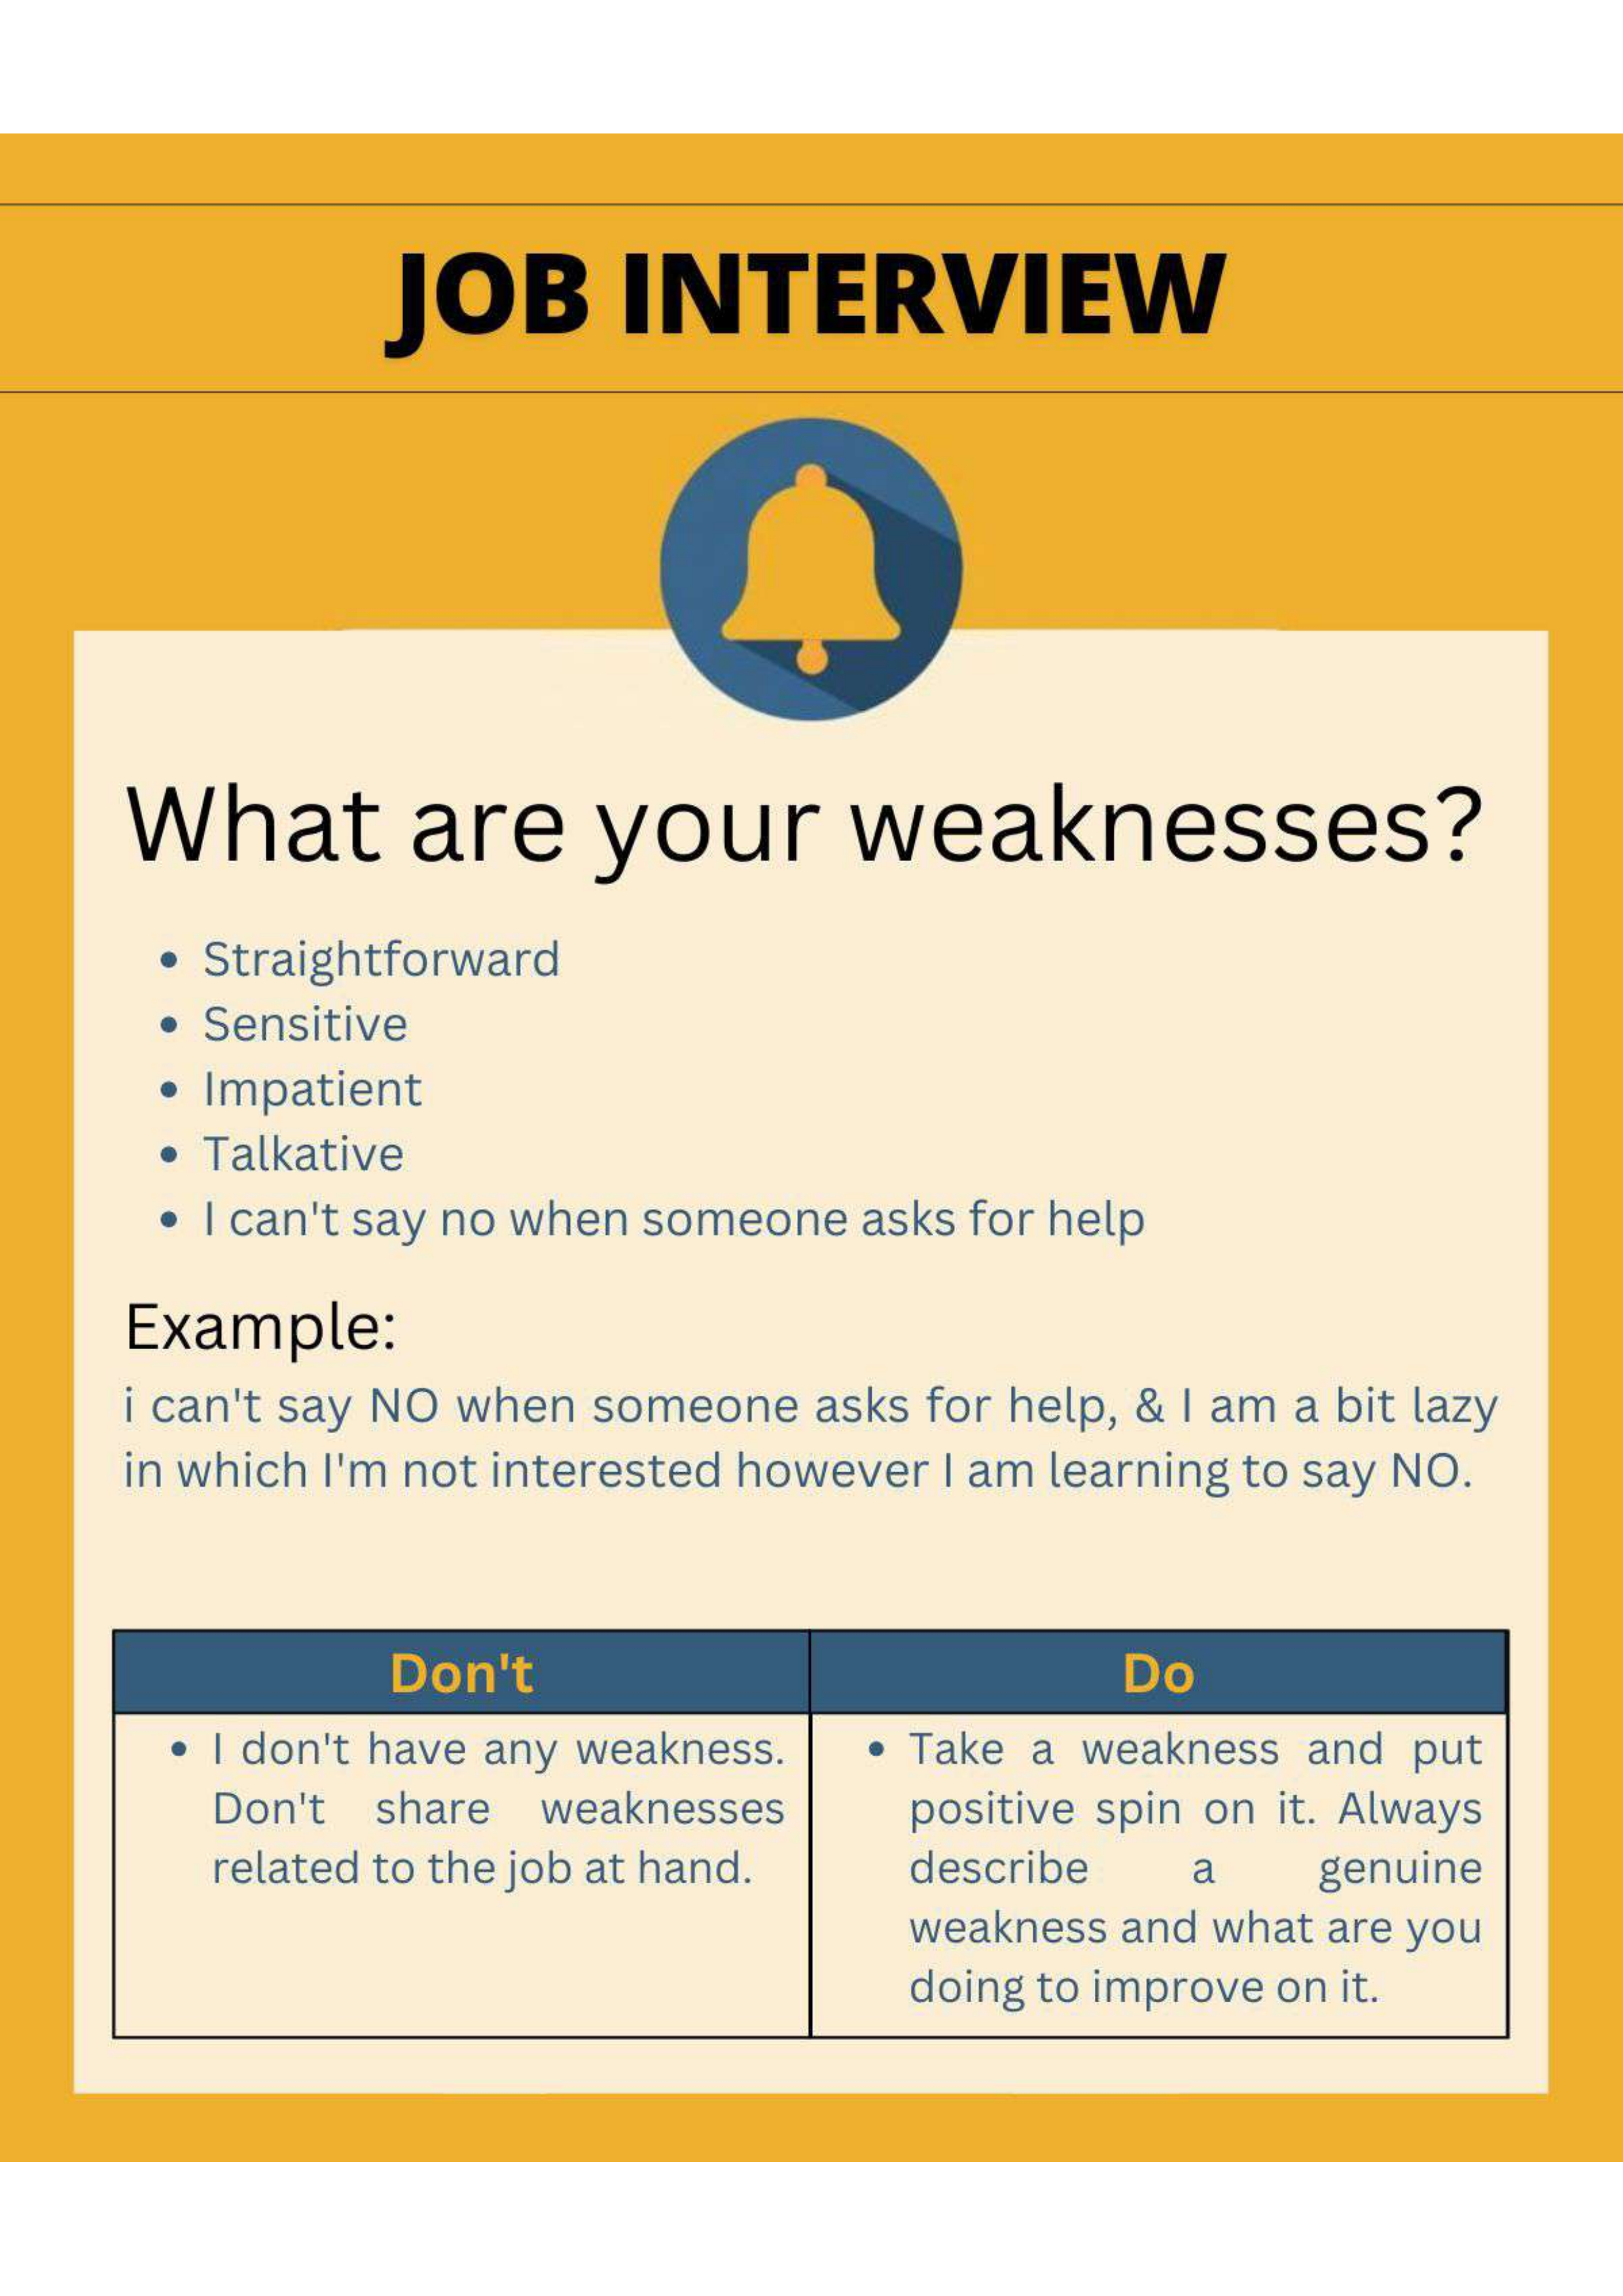 JOB INTERVIEW
What are your weaknesses?
• Straightforward
• Sensitive
• Impatient
• Talkative
• I can't say no when someone asks for help
Example:
i can't say NO when someone asks for help, & I am a bit lazy
in which I'm not interested however I am learning to say NO.
Don't
• I don't have any weakness.
Don't share weaknesses
related to the job at hand.
Do
• Take a weakness and put
positive spin on it. Always
describe a genuine
weakness and what are you
doing to improve on it.